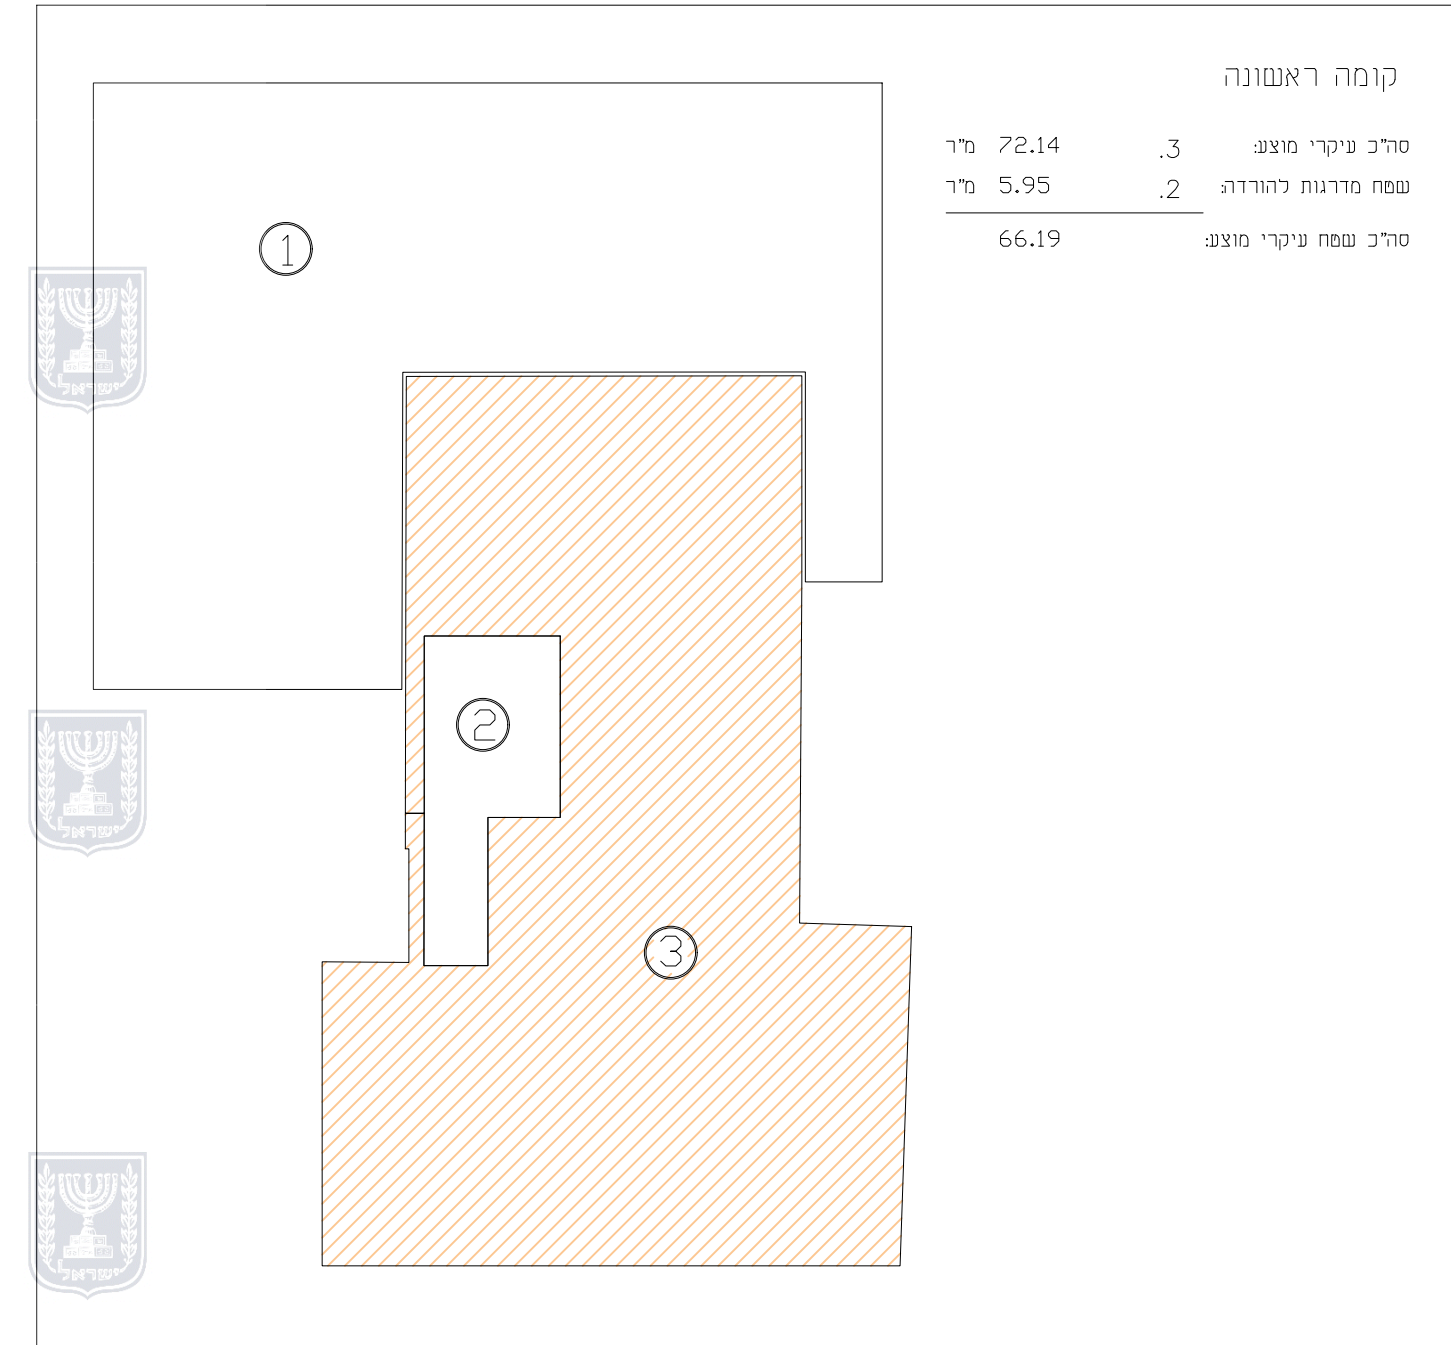 קומה ראשונה
סה"כ עיקרי מוצע: .3 72.14 מ"ר
שטח מדרגות להורדה: .2 5.95 מ"ר
סה"כ שטח עיקרי מוצע: 66.19
1
ישראל
2
ישראל
3
ישראל